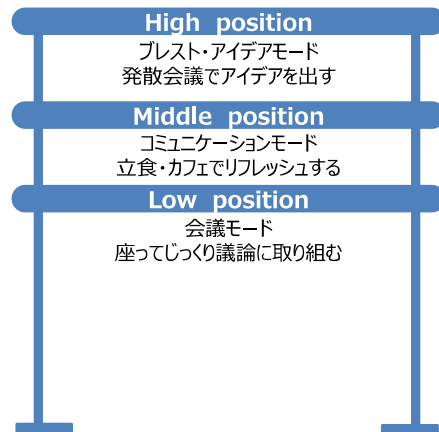 High position
ブレスト・アイデアモード
発散会議でアイデアを出す
Middle position
コミュニケーションモード
立食・カフェでリフレッシュする
Low position
会議モード
座ってじっくり議論に取り組む